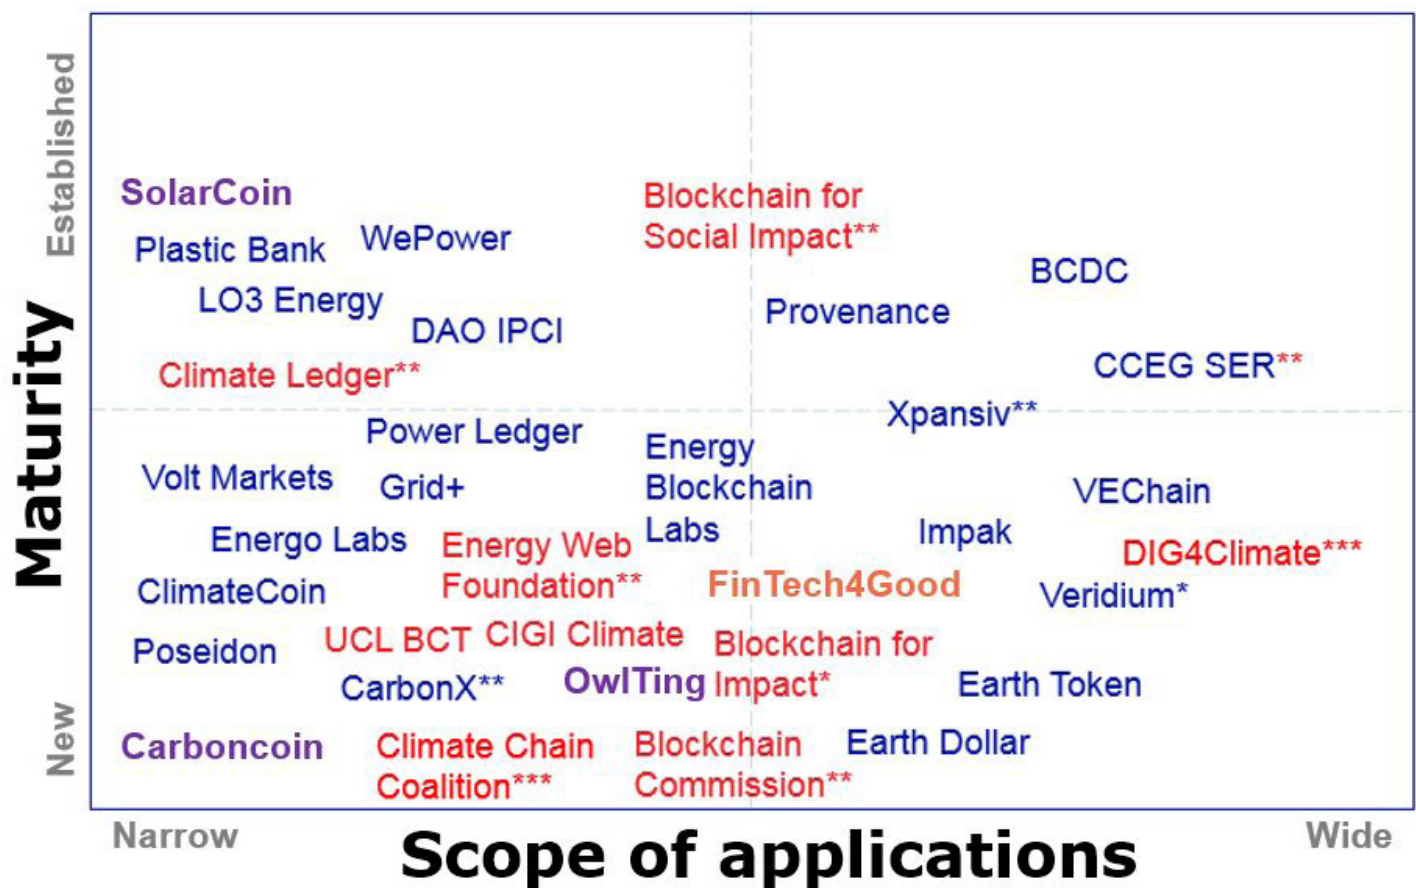 Established
SolarCoin
Blockchain for
Social Impact**
WePower
Plastic Bank
BCDC
LO3 Energy
Provenance
DAO IPCI
CCEG SER**
Climate Ledger**
Maturity
Xpansiv**
Power Ledger
Energy
Blockchain
Labs
Volt Markets
Grid+
VEChain
Impak
Energo Labs
Energy Web
Foundation**
DIG4Climate***
FinTech4Good
ClimateCoin
Veridium*
UCL BCT
CIGI Climate
Blockchain for
Impact*
Poseidon
OwlTing
CarbonX**
Earth Token
New
Carboncoin
Climate Chain
Coalition***
Blockchain
Commission**
Earth Dollar
Narrow
Scope of applications
Wide